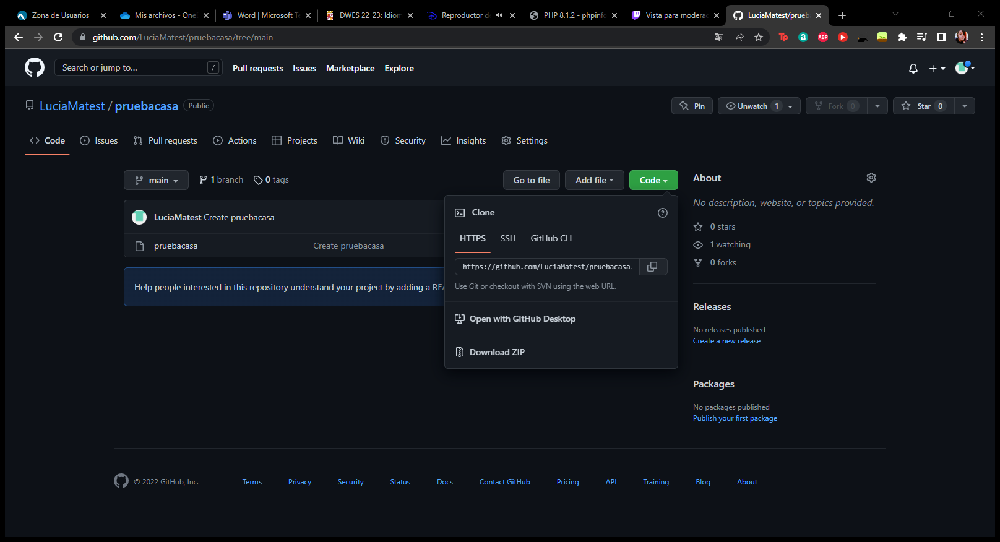 Zona de Usuarios
Mis archivos - One
Word | Microsoft Te
DWES 22_23: Idiom
Reproductor d
PHP 8.1.2 - phpinfo
Vista para moderac
LuciaMatest/prueb
github.com/LuciaMatest/pruebacasa/tree/main
Tp
a
ABP
Search or jump to...
/
Pull requests
Issues
Marketplace
Explore
LuciaMatest / pruebacasa
Public
Pin
Unwatch 1
Fork 0
Star 0
Code
Issues
Pull requests
Actions
Projects
Wiki
Security
Insights
Settings
main
1 branch
0 tags
Go to file
Add file
Code
About
No description, website, or topics provided.
LuciaMatest Create pruebacasa
pruebacasa
Create pruebacasa
Help people interested in this repository understand your project by adding a REA
Clone
HTTPS
SSH
GitHub CLI
https://github.com/LuciaMatest/pruebacasa.
Use Git or checkout with SVN using the web URL.
Open with GitHub Desktop
Download ZIP
0 stars
1 watching
0 forks
Releases
No releases published
Create a new release
Packages
No packages published
Publish your first package
© 2022 GitHub, Inc.
Terms
Privacy
Security
Status
Docs
Contact GitHub
Pricing
API
Training
Blog
About